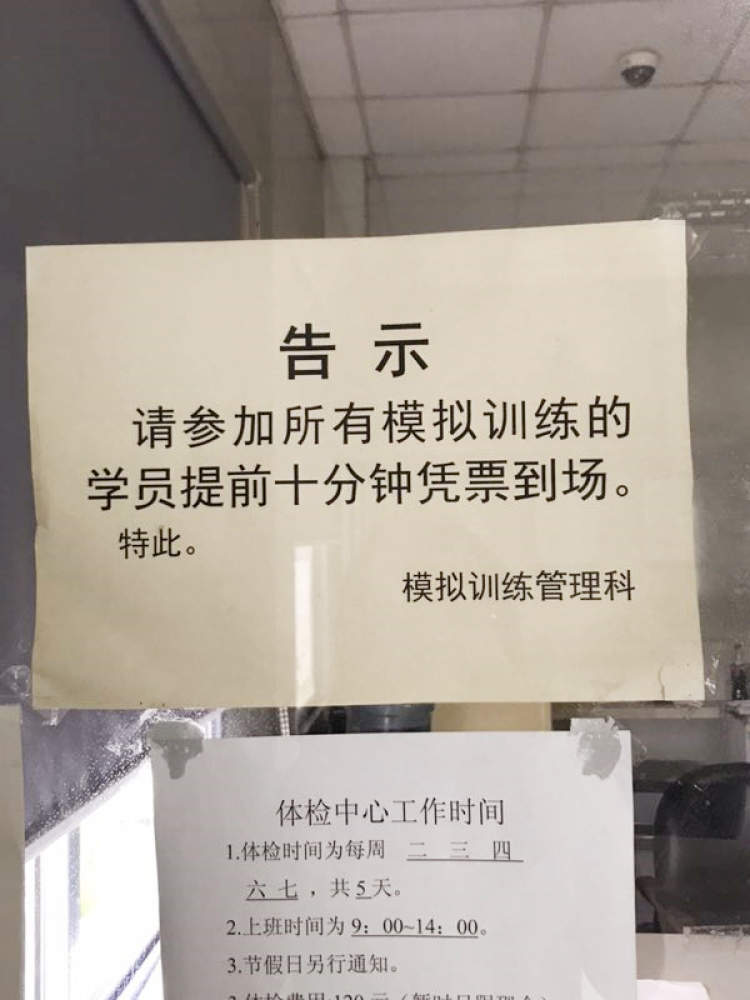 告 示
请参加所有模拟训练的
学员提前十分钟凭票到场。
特此。
模拟训练管理科
体检中心工作时间
1.体检时间为每周 二 三 四
六 七 ，共 5 天。
2.上班时间为 9：00~14：00。
3.节假日另行通知。